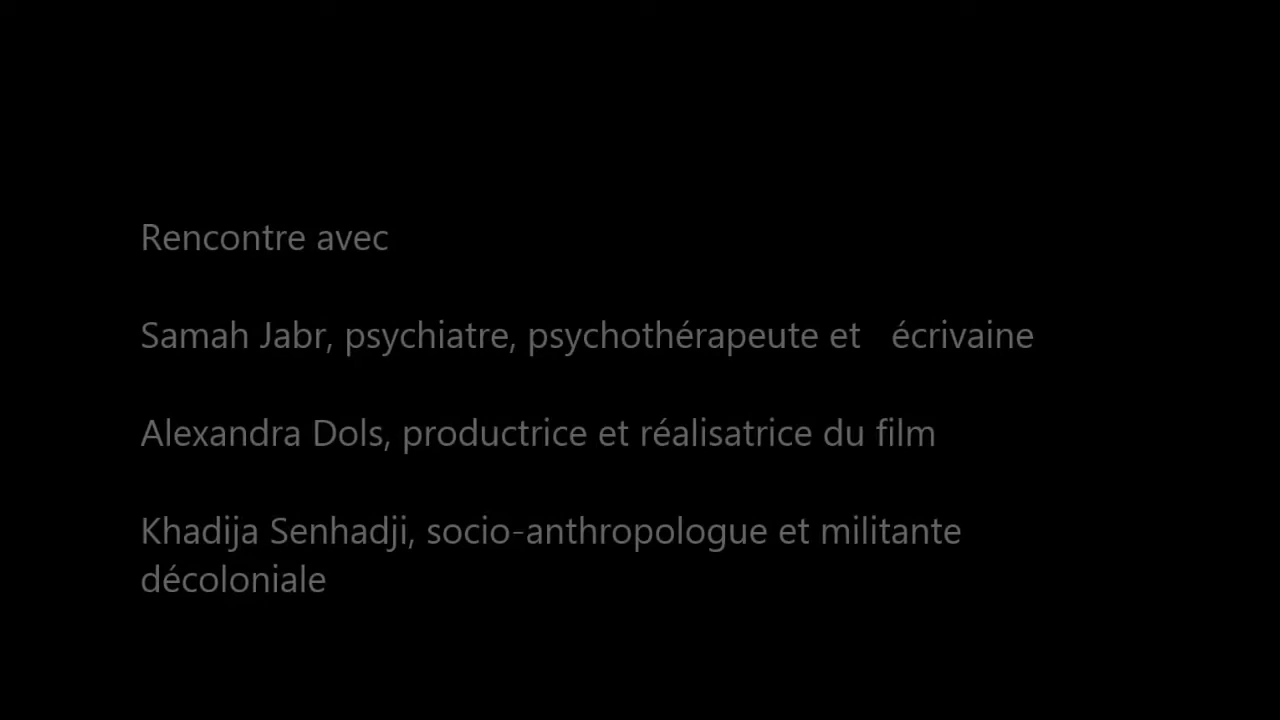 Rencontre avec
Samah Jabr, psychiatre, psychothérapeute et   écrivaine
Alexandra Dols, productrice et réalisatrice du film
Khadija Senhadji, socio-anthropologue et militante
décoloniale